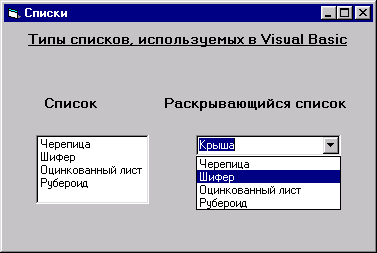 Списки
Типы списков, используемых в Visual Basic
Список
Раскрывающийся список
Черепица
Шифер
Оцинкованный лист
Рубероид
Крыша
Черепица
Шифер
Оцинкованный лист
Рубероид